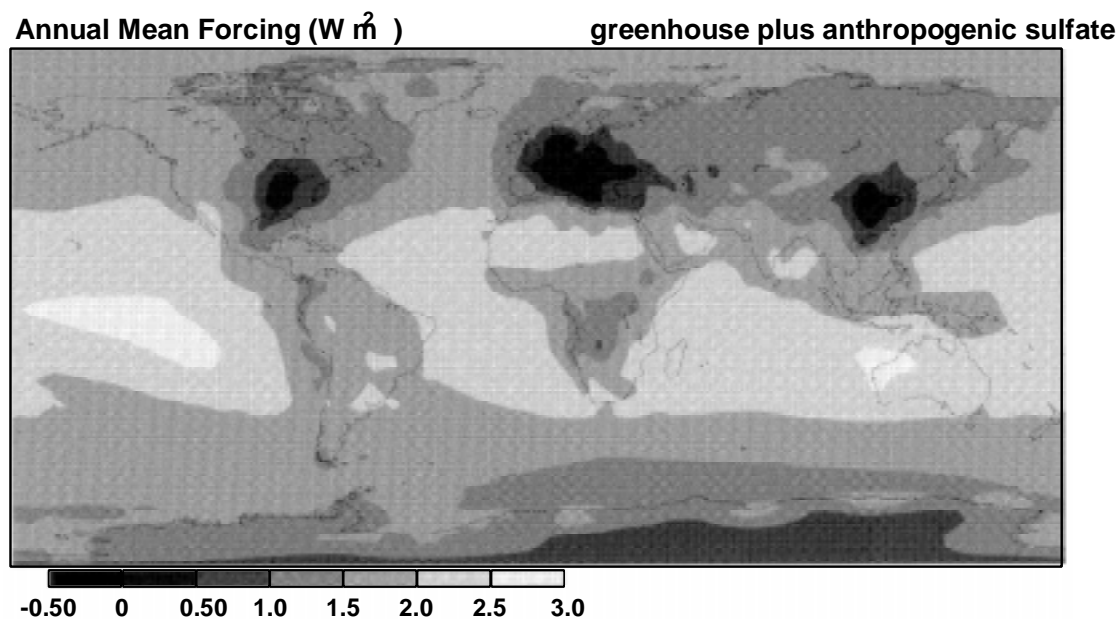 Annual Mean Forcing (W m2 )
greenhouse plus anthropogenic sulfate
-0.50 0 0.50 1.0 1.5 2.0 2.5 3.0